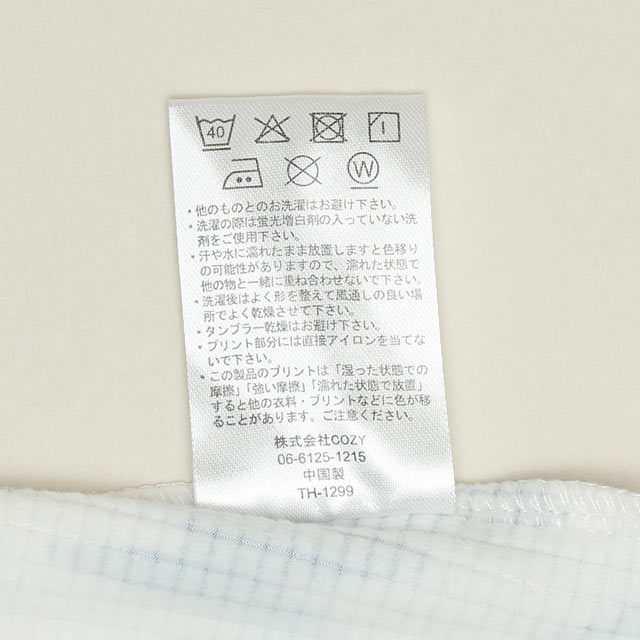 40
W
・他のものとのお洗濯はお避け下さい。
・洗濯の際は蛍光増白剤の入っていない洗
剤をご使用下さい。
・汗や水に濡れたまま放置しますと色移り
の可能性がありますので、濡れた状態で
他の物と一緒に重ね合わせないで下さい。
・洗濯後はよく形を整えて風通しの良い場
所でよく乾燥させて下さい。
・タンブラー乾燥はお避け下さい。
・プリント部分には直接アイロンを当てな
いで下さい。
・この製品のプリントは「湿った状態での
摩擦」「強い摩擦」「濡れた状態で放置」
すると他の衣料・プリントなどに色が移
ることがあります。ご注意ください。
株式会社COZY
06-6125-1215
中国製
TH-1299